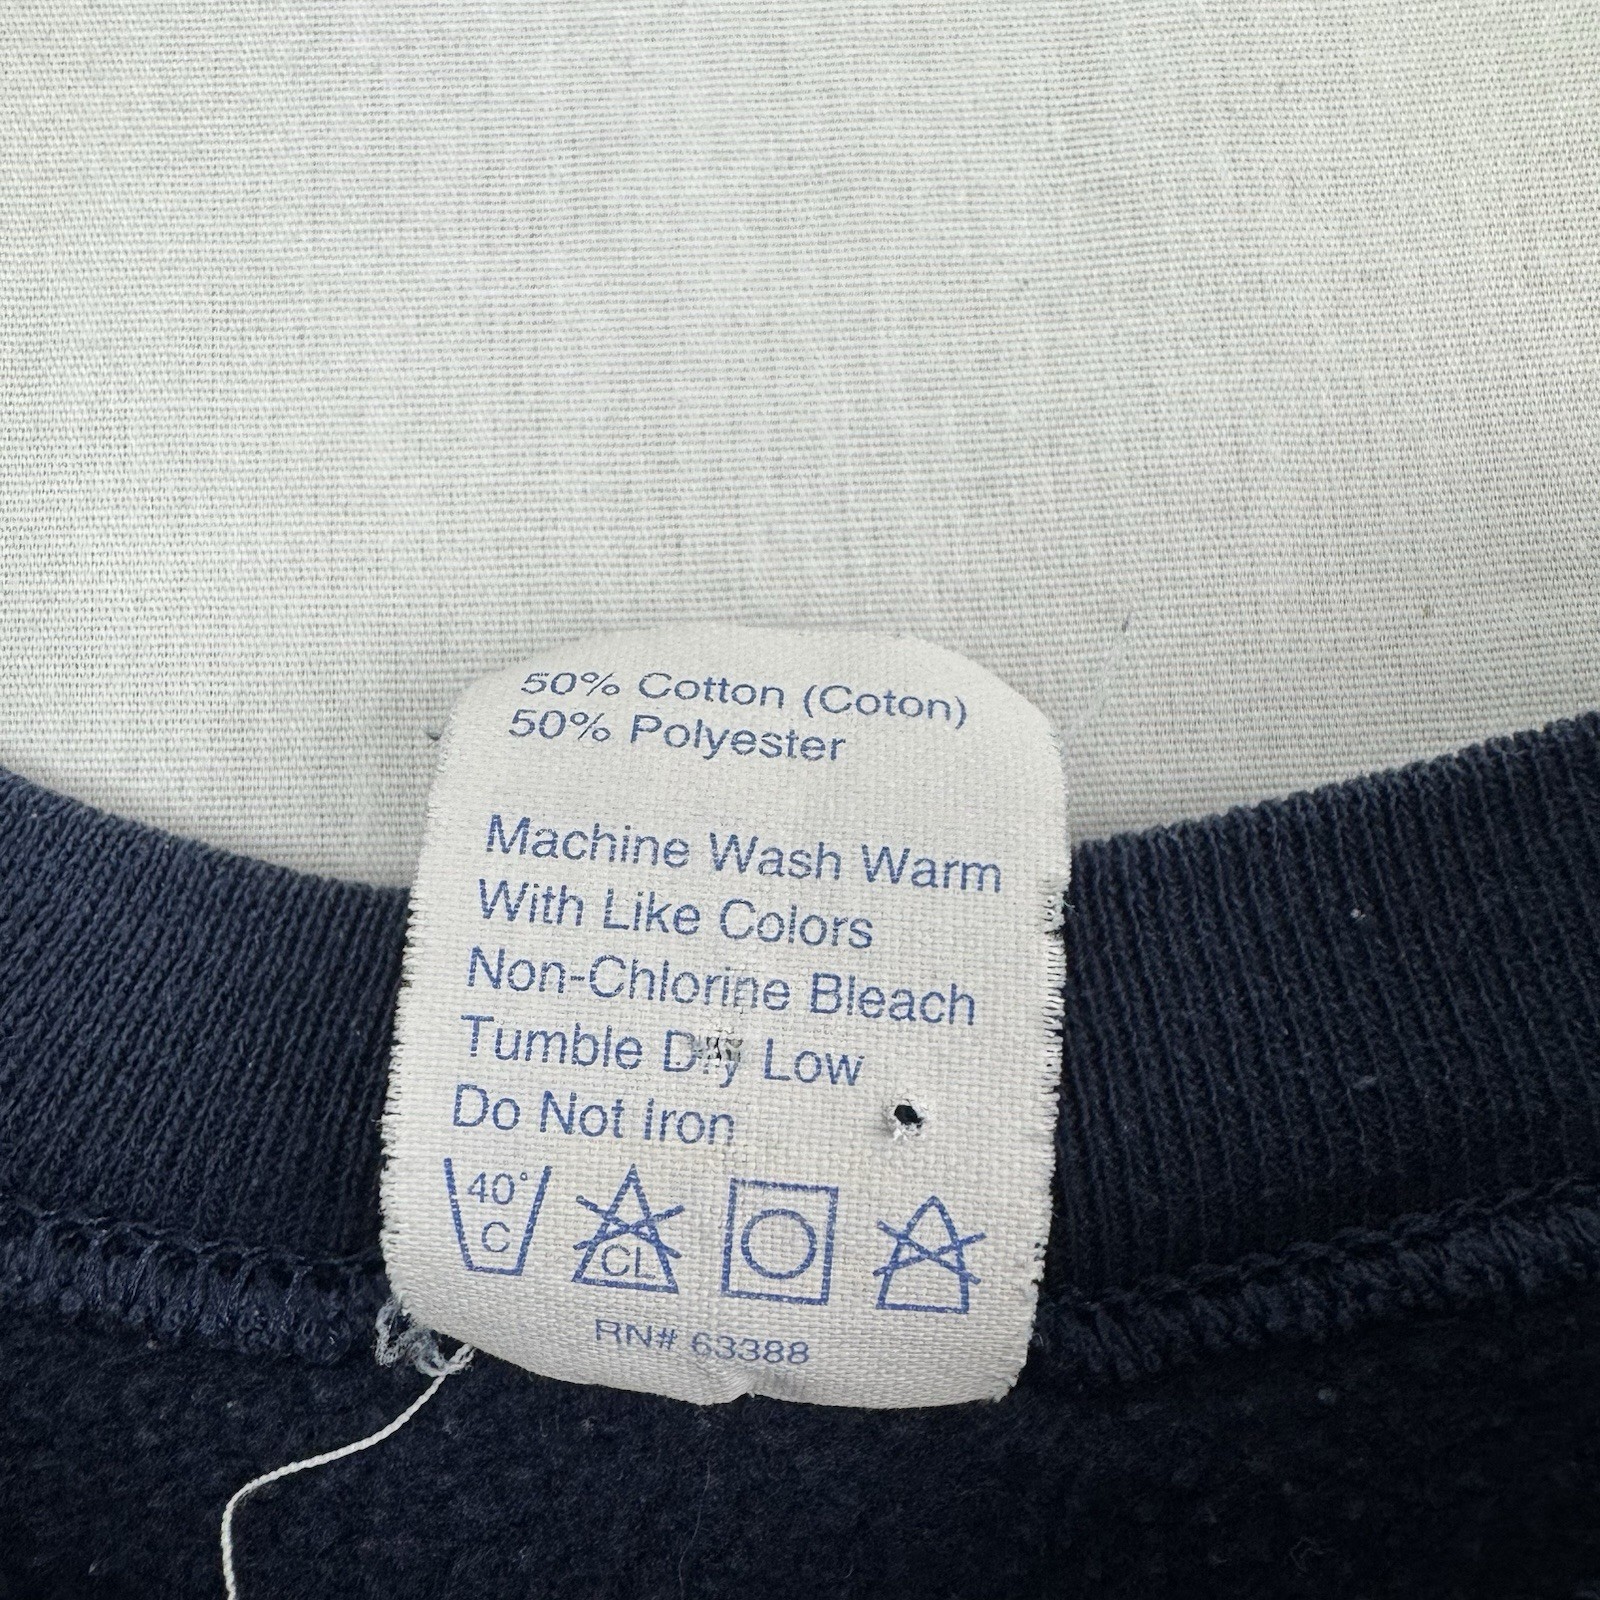 50% Cotton (Coton)
50% Polyester
Machine Wash Warm
With Like Colors
Non-Chlorine Bleach
Tumble Dry Low
Do Not Iron
40°
C
CL
RN# 63388